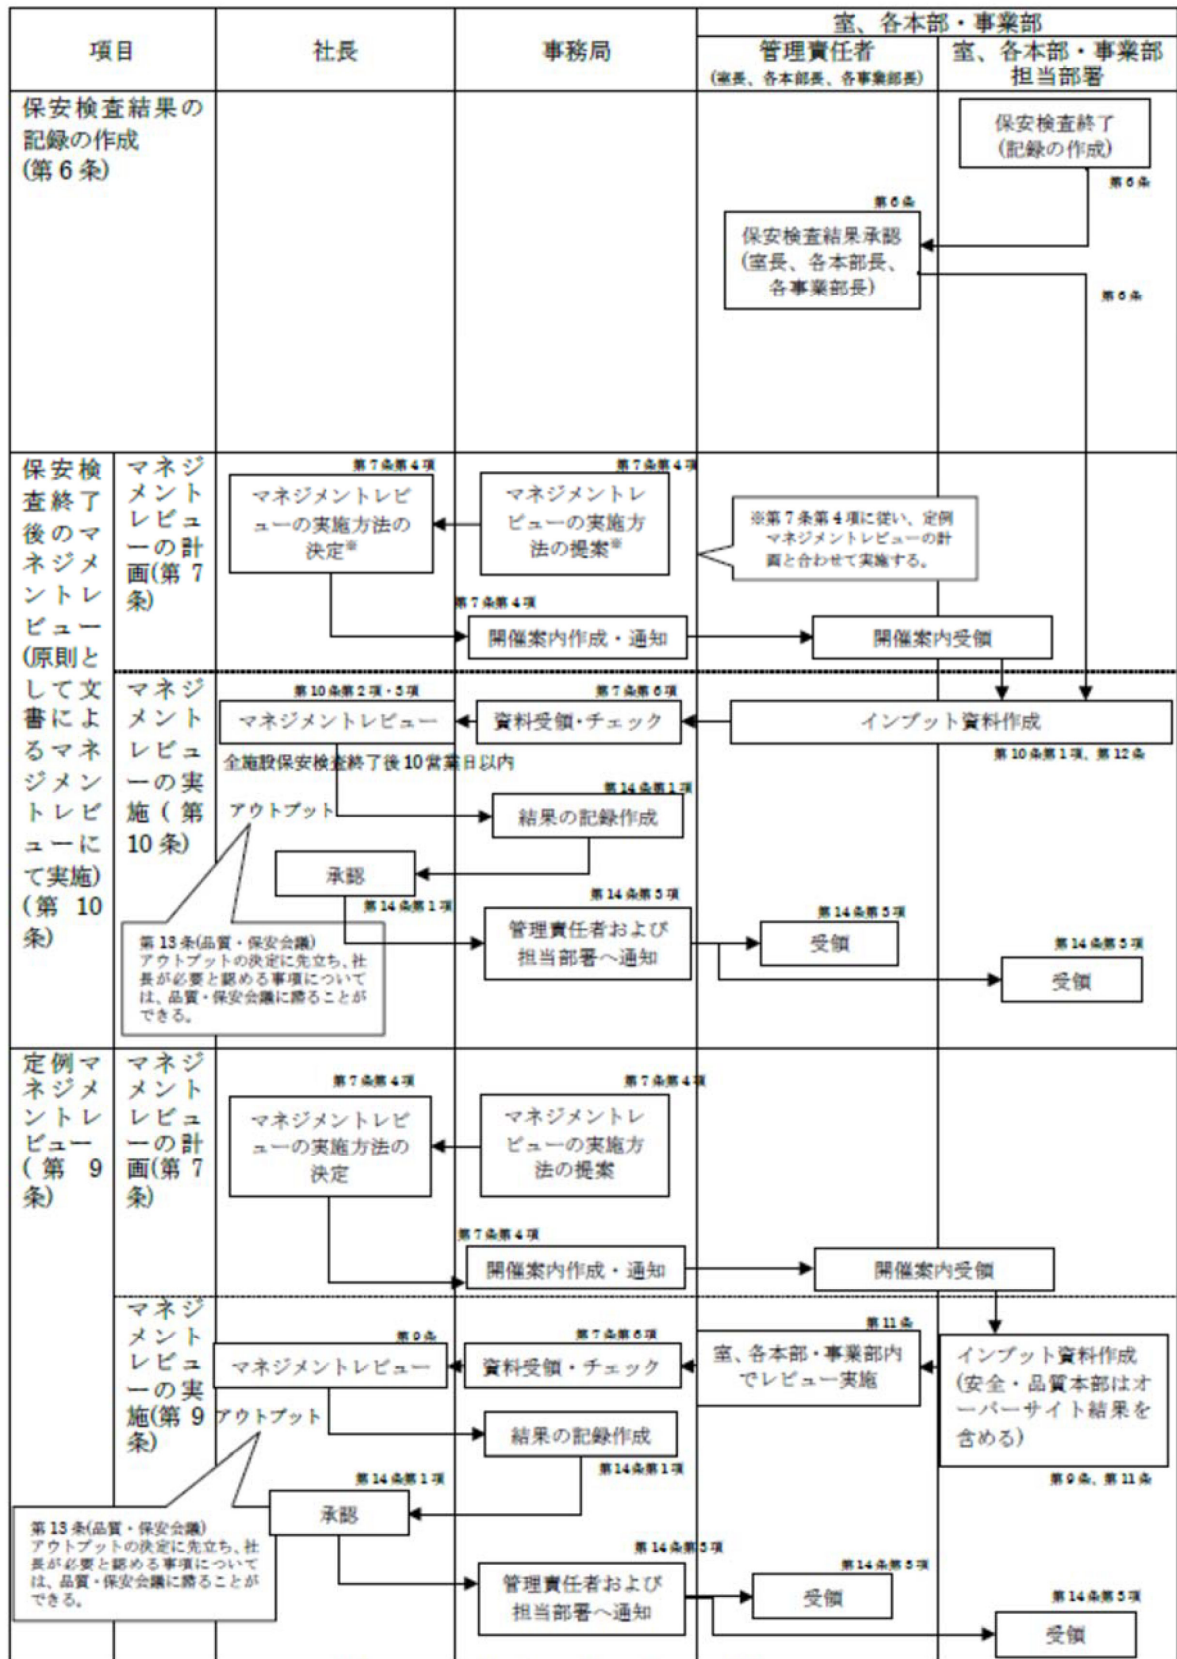 項目
社長
事務局
室、各本部・事業部
管理責任者
(室長、各本部長、各事業部長)
室、各本部・事業部
担当部署
保安検査結果の
記録の作成
(第6条)
保安検査終了
(記録の作成)
第6条
第6条
保安検査結果承認
(室長、各本部長、
各事業部長)
第6条
保安検
査終了
後のマ
ネジメ
ントレ
ビュー
(原則と
して文
書によ
るマネ
ジメン
トレビ
ューに
て実施)
(第 10
条)
マネジ
メント
レビュ
ーの計
画(第7
条)
第7条第4項
マネジメントレビ
ューの実施方法の
決定※
第7条第4項
マネジメントレ
ビューの実施方
法の提案※
※第7条第4項に従い、定例
マネジメントレビューの計
画と合わせて実施する。
第7条第4項
開催案内作成・通知
開催案内受領
マネジ
メント
レビュ
ーの実
施(第
10条)
第10条第2項・3項
マネジメントレビュー
第7条第6項
資料受領・チェック
インプット資料作成
第10条第1項、第12条
全施設保安検査終了後10営業日以内
アウトプット
第14条第1項
結果の記録作成
承認
第14条第1項
第14条第3項
管理責任者および
担当部署へ通知
第14条第3項
受領
第14条第3項
受領
第13条(品質・保安会議)
アウトプットの決定に先立ち、社
長が必要と認める事項について
は、品質・保安会議に諮ることが
できる。
定例マ
ネジメ
ントレ
ビュー
(第 9
条)
マネジ
メント
レビュ
ーの計
画(第7
条)
第7条第4項
マネジメントレビ
ューの実施方法の
決定
第7条第4項
マネジメントレ
ビューの実施方
法の提案
第7条第4項
開催案内作成・通知
開催案内受領
マネジ
メント
レビュ
ーの実
施(第9
条)
第9条
マネジメントレビュー
第7条第6項
資料受領・チェック
第11条
室、各本部・事業部内
でレビュー実施
インプット資料作成
(安全・品質本部はオ
ーバーサイト結果を
含める)
第9条、第11条
アウトプット
結果の記録作成
第14条第1項
第14条第1項
承認
第13条(品質・保安会議)
アウトプットの決定に先立ち、社
長が必要と認める事項について
は、品質・保安会議に諮ることが
できる。
第14条第3項
管理責任者および
担当部署へ通知
第14条第3項
受領
第14条第3項
受領